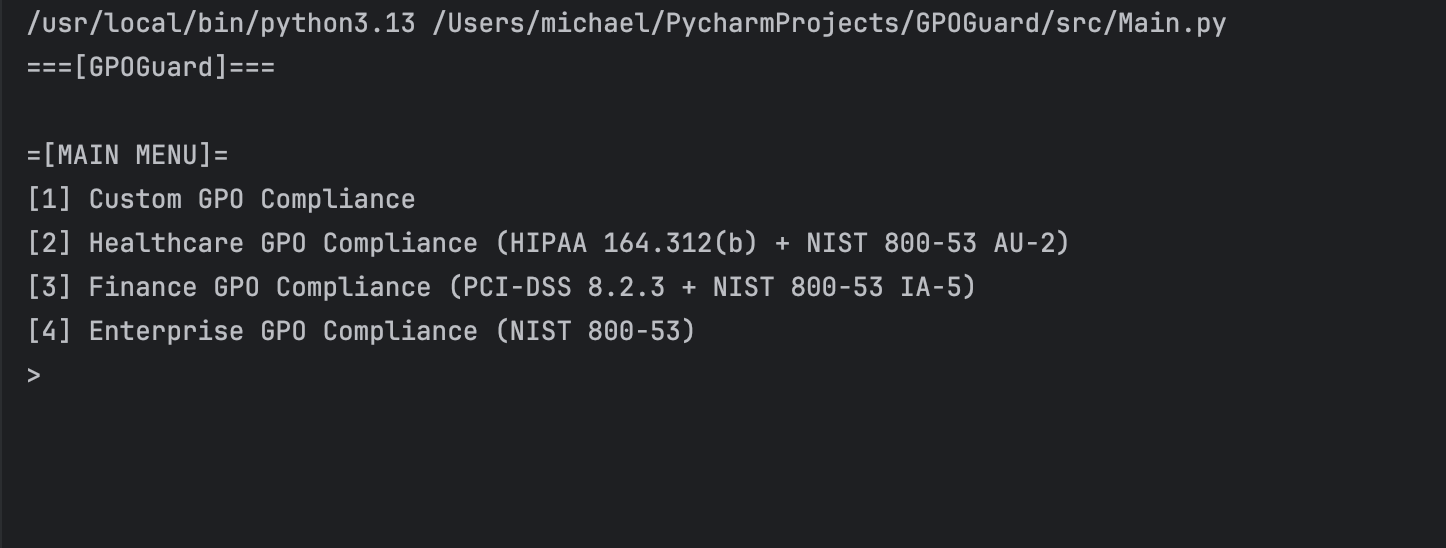 /usr/local/bin/python3.13 /Users/michael/PycharmProjects/GPOGuard/src/Main.py
===[GPOGuard]===
=[MAIN MENU]=
[1] Custom GPO Compliance
[2] Healthcare GPO Compliance (HIPAA 164.312(b) + NIST 800-53 AU-2)
[3] Finance GPO Compliance (PCI-DSS 8.2.3 + NIST 800-53 IA-5)
[4] Enterprise GPO Compliance (NIST 800-53)
>